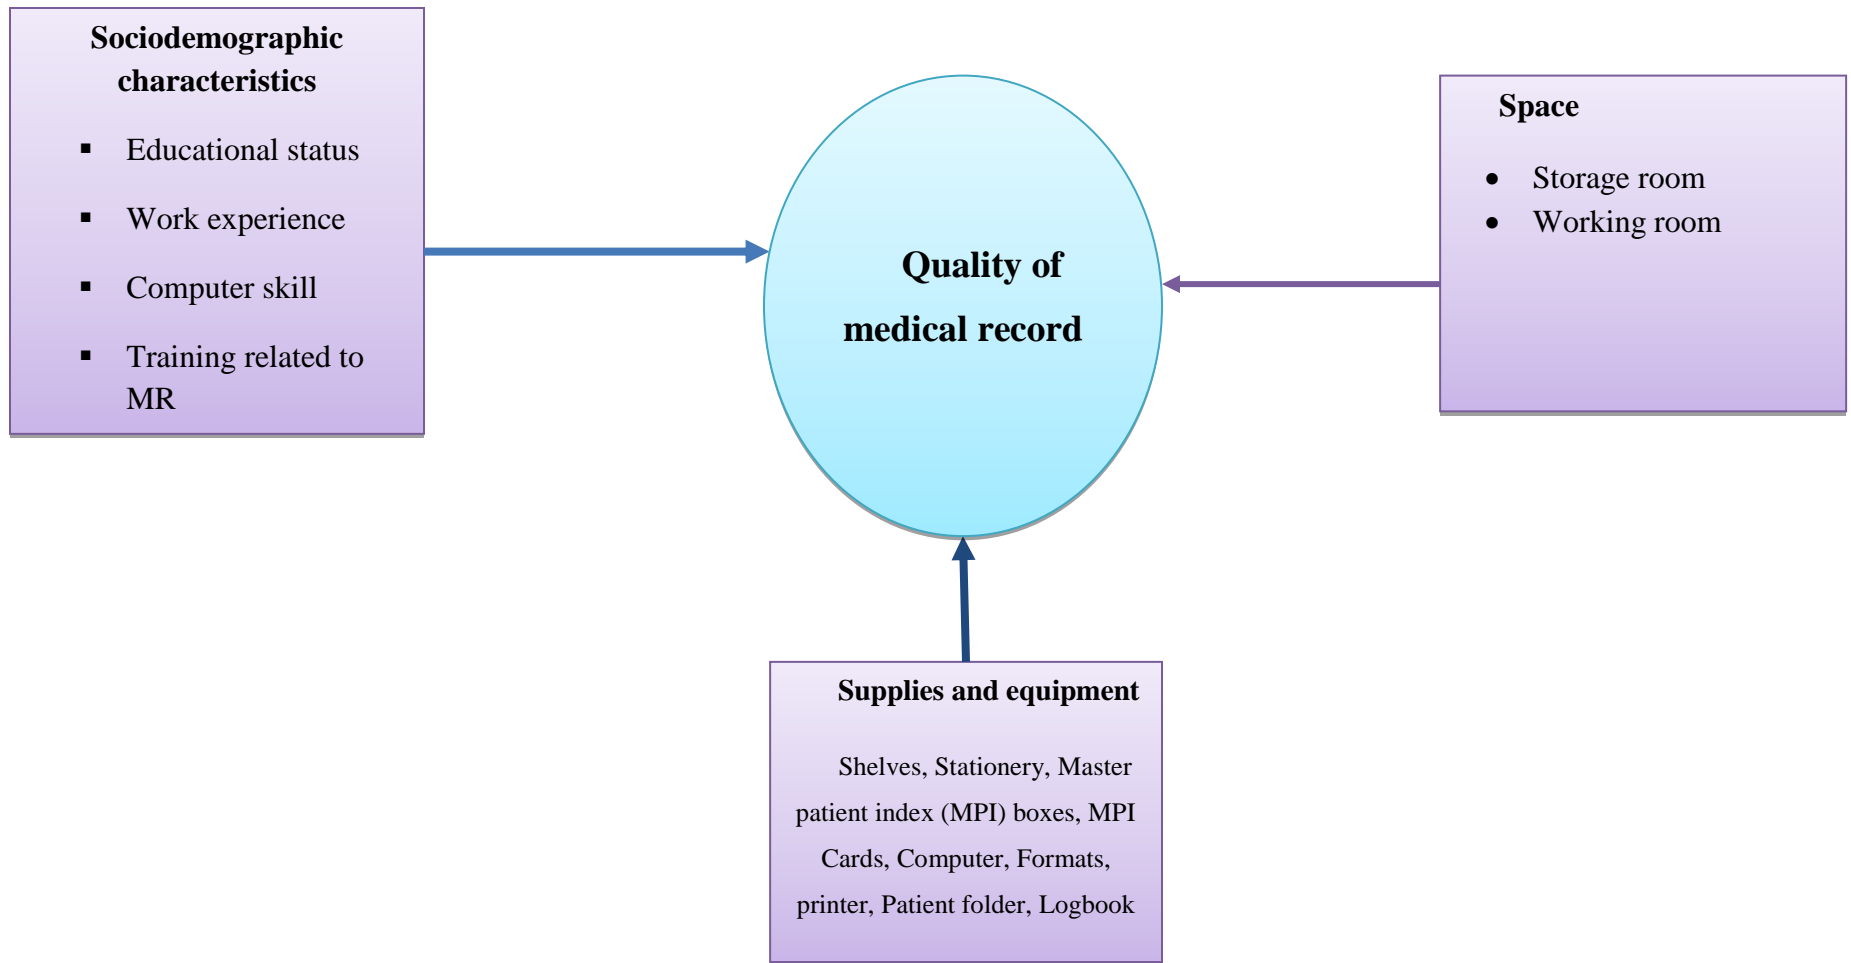 Sociodemographic
characteristics
▪ Educational status
▪ Work experience
▪ Computer skill
▪ Training related to
MR
Quality of
medical record
Space
● Storage room
● Working room
Supplies and equipment
Shelves, Stationery, Master
patient index (MPI) boxes, MPI
Cards, Computer, Formats,
printer, Patient folder, Logbook